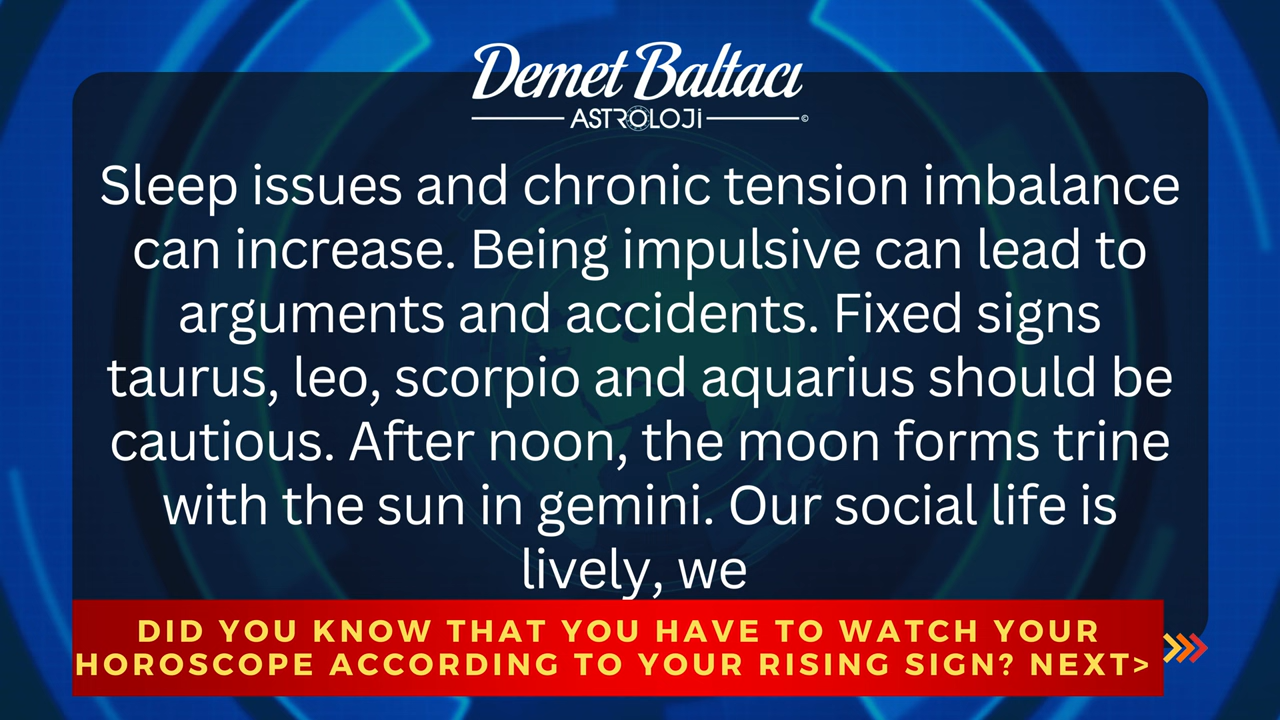 Demet Baltacı
ASTROLOJİ ©
Sleep issues and chronic tension imbalance
can increase. Being impulsive can lead to
arguments and accidents. Fixed signs
taurus, leo, scorpio and aquarius should be
cautious. After noon, the moon forms trine
with the sun in gemini. Our social life is
lively, we
DID YOU KNOW THAT YOU HAVE TO WATCH YOUR
HOROSCOPE ACCORDING TO YOUR RISING SIGN? NEXT>